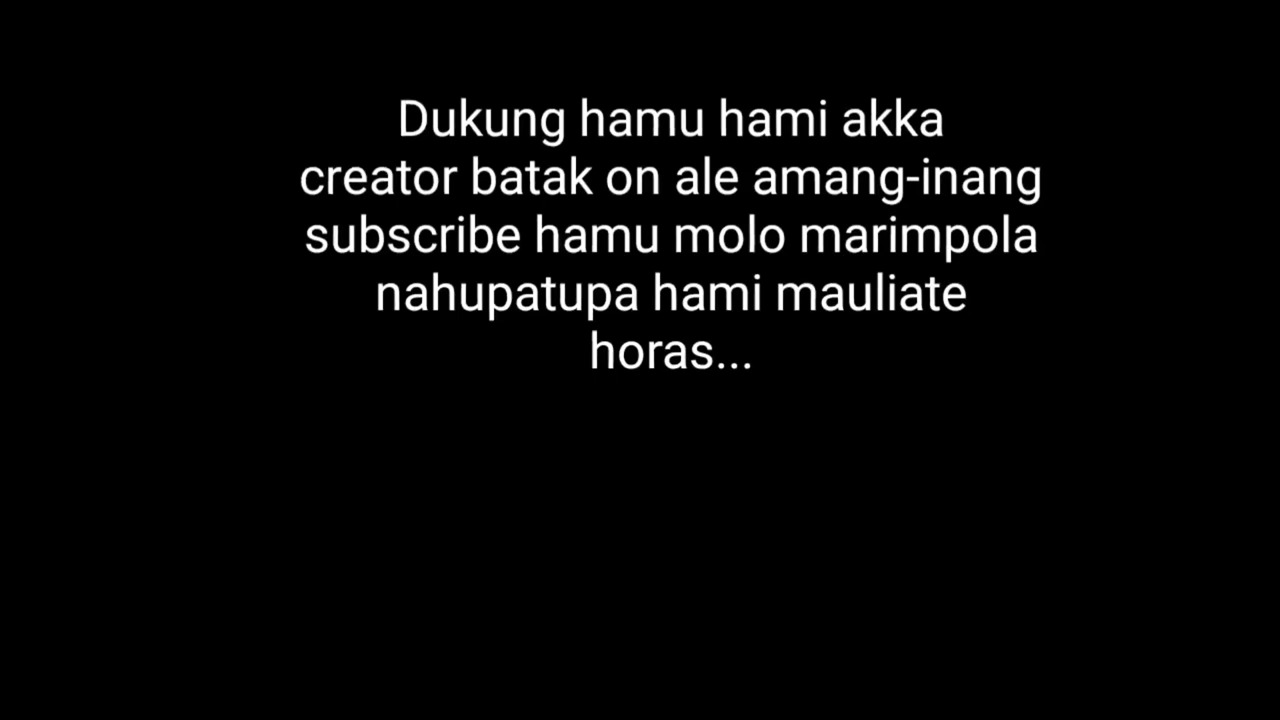 Dukung hamu hami akka
creator batak on ale amang-inang
subscribe hamu molo marimpola
nahupatupa hami mauliate
horas...